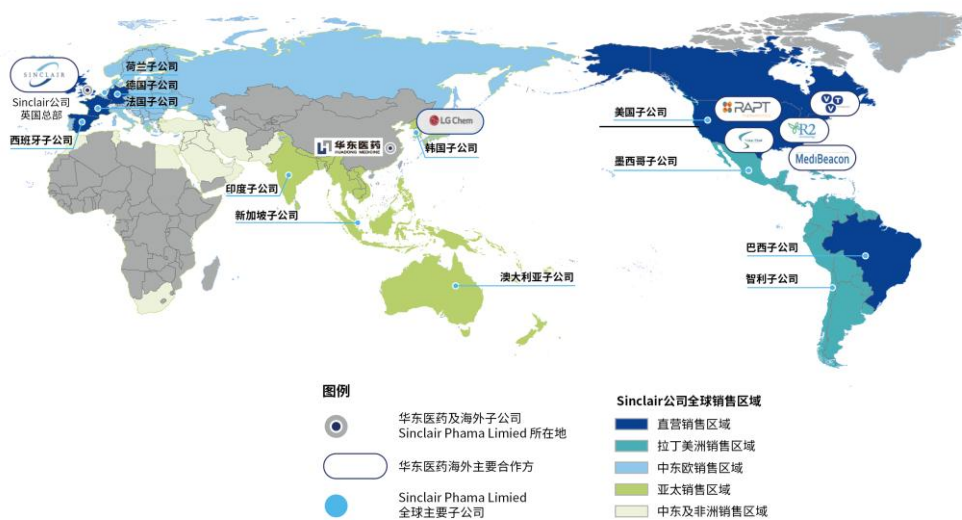 荷兰子公司
德国子公司
法国子公司
SINCLAIR
Sinclair公司
英国总部
西班牙子公司
LG Chem
韩国子公司
华东医药
HUADONG MEDICINE
印度子公司
新加坡子公司
澳大利亚子公司
美国子公司
RAPT
VTV
R2
MediBeacon
墨西哥子公司
巴西子公司
智利子公司
图例
华东医药及海外子公司
Sinclair Phama Limied 所在地
华东医药海外主要合作方
Sinclair Phama Limied
全球主要子公司
Sinclair公司全球销售区域
直营销售区域
拉丁美洲销售区域
中东欧销售区域
亚太销售区域
中东及非洲销售区域